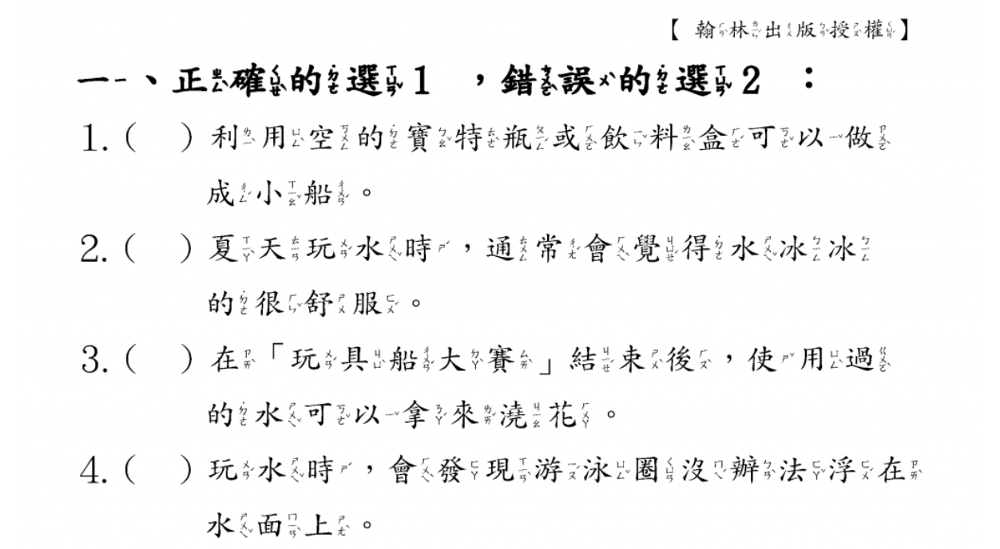 【 翰林出版授權】
一、正確的選1 ，錯誤的選2 ：
1. ( ) 利用空的寶特瓶或飲料盒可以做
成小船。
2. ( ) 夏天玩水時，通常會覺得水冰冰
的很舒服。
3. ( ) 在「玩具船大賽」結束後，使用過
的水可以拿來澆花。
4. ( ) 玩水時，會發現游泳圈沒辦法浮在
水面上。